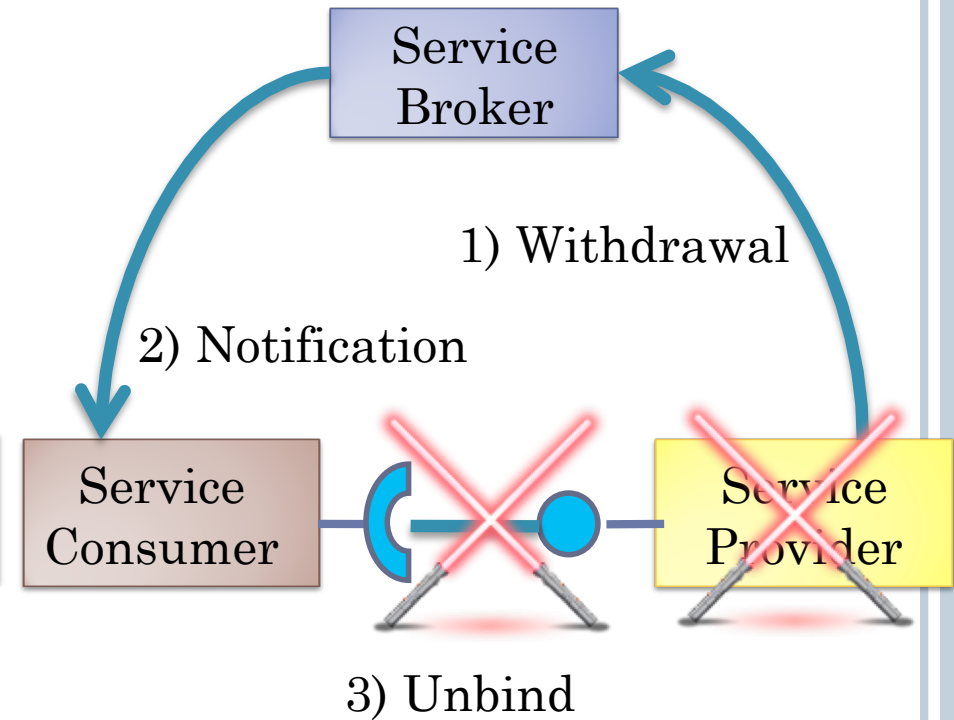 Service
Broker
1) Withdrawal
2) Notification
Service
Consumer
Service
Provider
3) Unbind